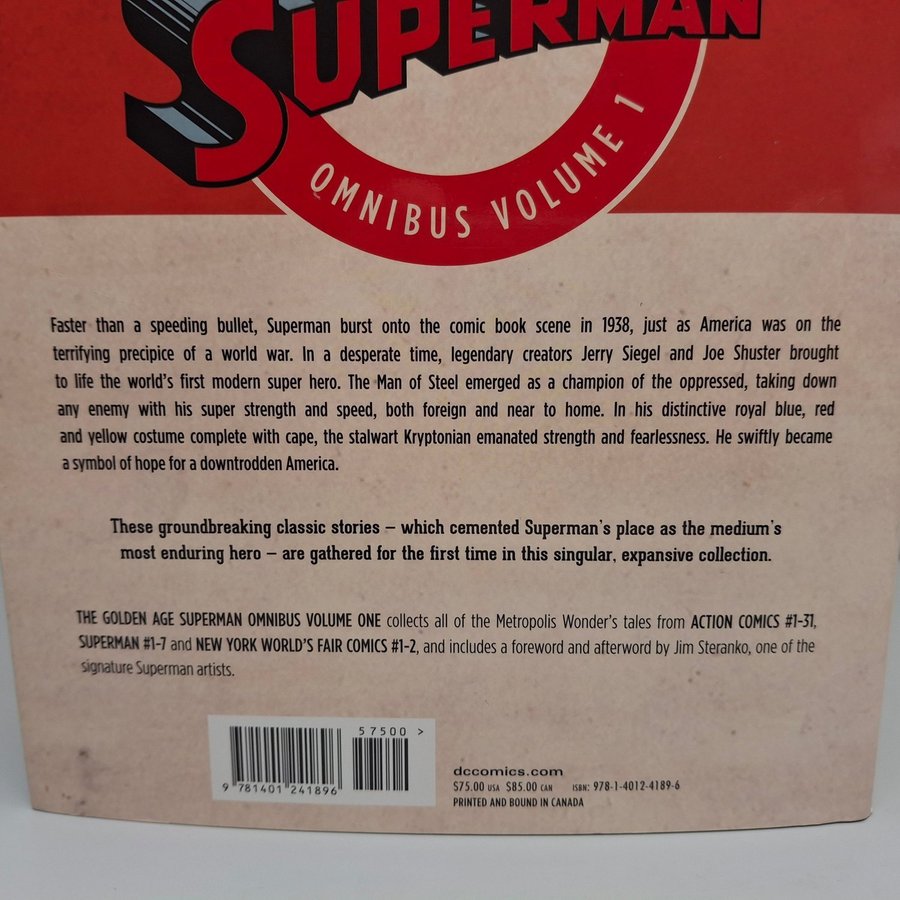 SUPERMAN
OMNIBUS VOLUME 1
Faster than a speeding bullet, Superman burst onto the comic book scene in 1938, just as America was on the
terrifying precipice of a world war. In a desperate time, legendary creators Jerry Siegel and Joe Shuster brought
to life the world's first modern super hero. The Man of Steel emerged as a champion of the oppressed, taking down
any enemy with his super strength and speed, both foreign and near to home. In his distinctive royal blue, red
and yellow costume complete with cape, the stalwart Kryptonian emanated strength and fearlessness. He swiftly became
a symbol of hope for a downtrodden America.
These groundbreaking classic stories – which cemented Superman's place as the medium's
most enduring hero – are gathered for the first time in this singular, expansive collection.
THE GOLDEN AGE SUPERMAN OMNIBUS VOLUME ONE collects all of the Metropolis Wonder's tales from ACTION COMICS #1-31,
SUPERMAN #1-7 and NEW YORK WORLD'S FAIR COMICS #1-2, and includes a foreword and afterword by Jim Steranko, one of the
signature Superman artists.
57500 >
9 781401 241896
dccomics.com
$75.00 USA $85.00 CAN ISBN: 978-1-4012-4189-6
PRINTED AND BOUND IN CANADA